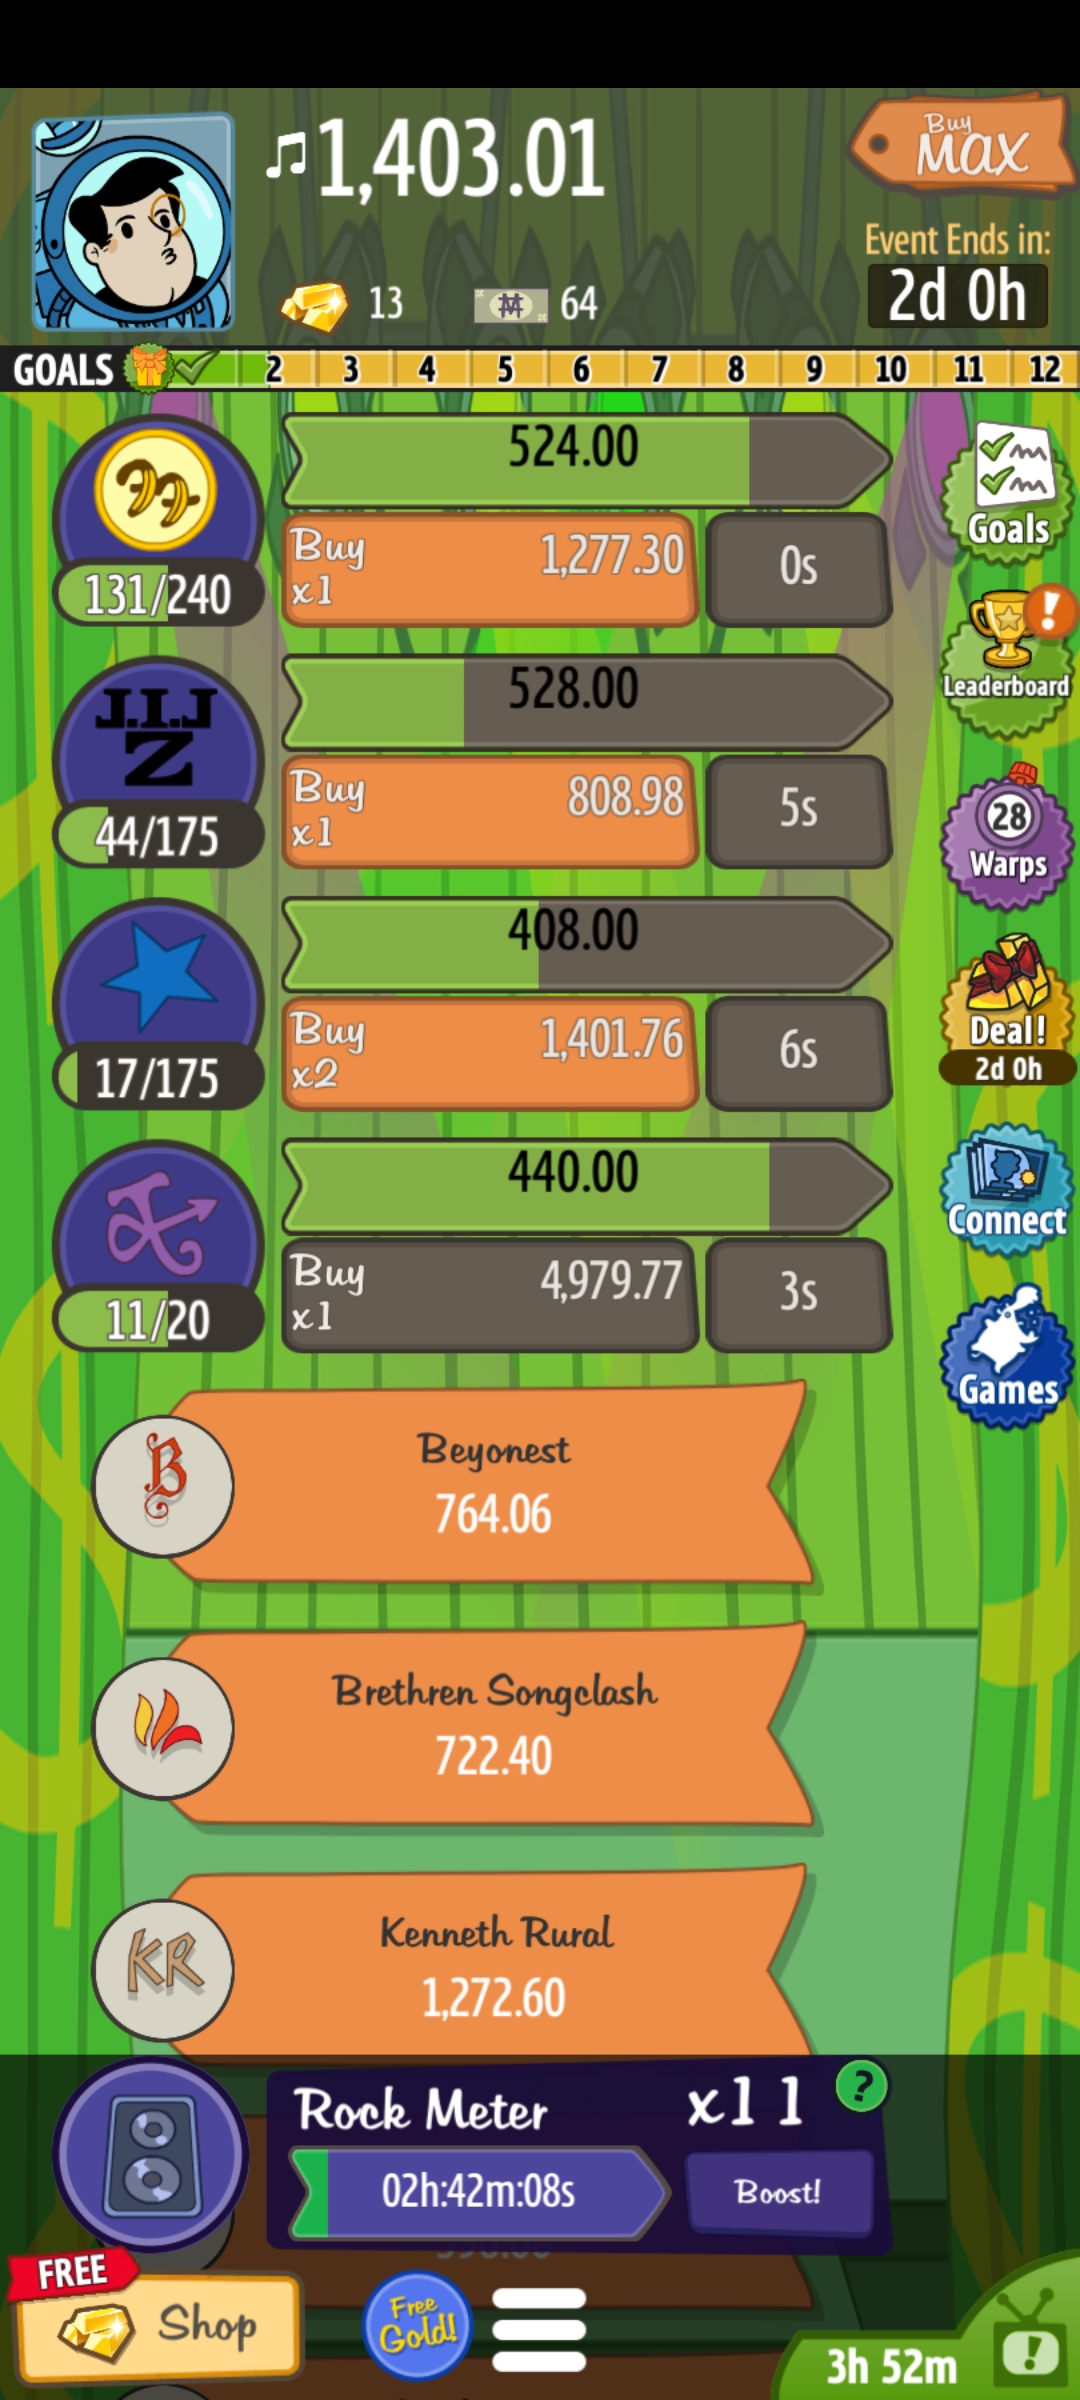 1,403.01
Buy
MAX
Event Ends in:
2d 0h
13
64
GOALS 2 3 4 5 6 7 8 9 10 11 12
524.00
Buy
x1
1,277.30
0s
131/240
Goals
J.I.J
Z
528.00
Buy
x1
808.98
5s
44/175
!
Leaderboard
28
Warps
408.00
Buy
x2
1,401.76
6s
17/175
Deal!
2d 0h
440.00
Buy
x1
4,979.77
3s
11/20
Connect
Games
B
Beyonest
764.06
Brethren Songclash
722.40
KR
Kenneth Rural
1,272.60
Rock Meter
x11
?
02h:42m:08s
Boost!
FREE
Shop
Free
Gold!
3h 52m
!